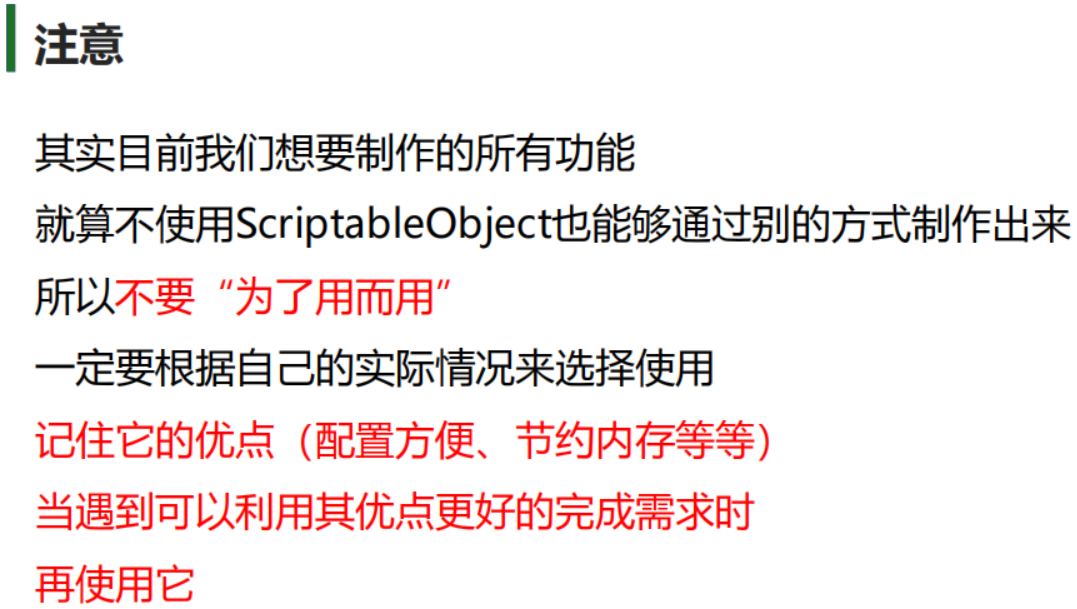 注意
其实目前我们想要制作的所有功能
就算不使用ScriptableObject也能够通过别的方式制作出来
所以不要“为了用而用”
一定要根据自己的实际情况来选择使用
记住它的优点（配置方便、节约内存等等）
当遇到可以利用其优点更好的完成需求时
再使用它